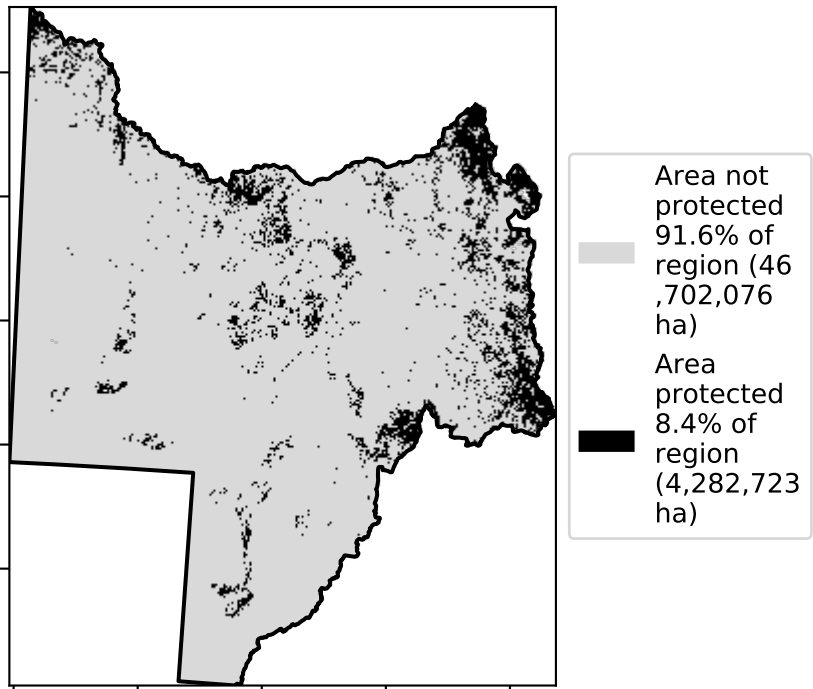 Area not
protected
91.6% of
region (46
,702,076
ha)
Area
protected
8.4% of
region
(4,282,723
ha)